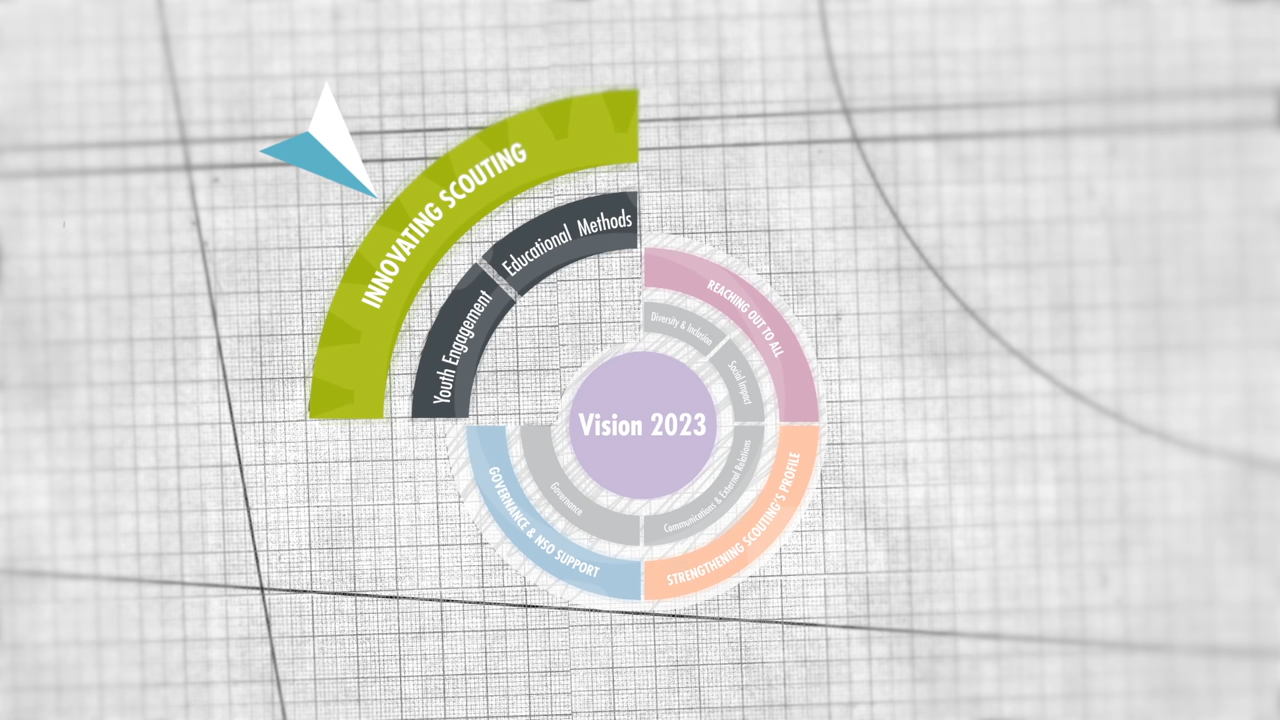 INNOVATING SCOUTING
Educational Methods
Youth Engagement
REACHING OUT TO ALL
Diversity & Inclusion
Social Impact
Vision 2023
Communications & External Relations
STRENGTHENING SCOUTING'S PROFILE
Governance
GOVERNANCE & NSO SUPPORT